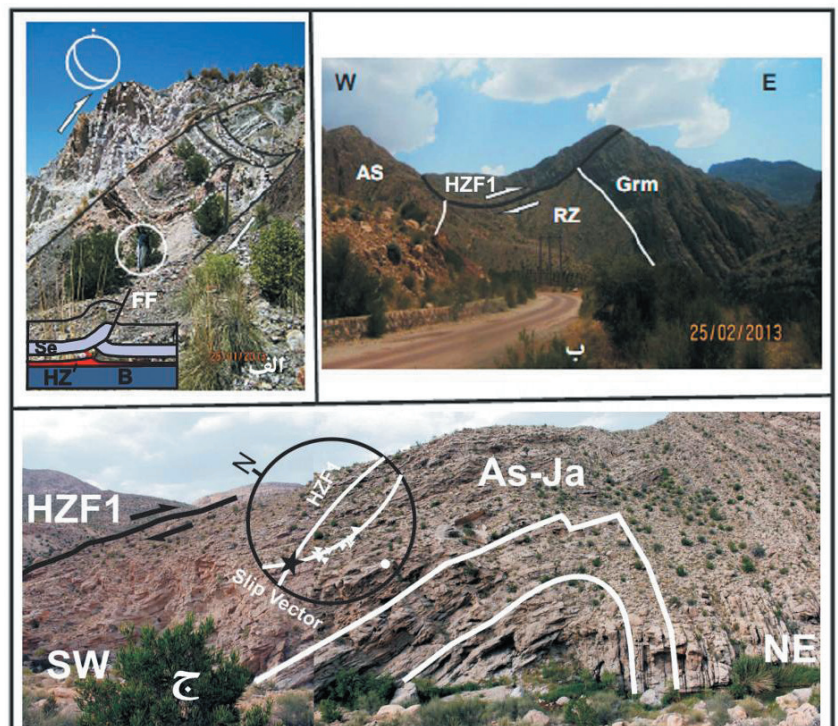 FF
Se
HZ' B
25/01/2013
الف
W E
AS HZF1 Grm
RZ
25/02/2013
ب
N
HZF1
HZF1
As-Ja
Slip Vector
SW ج NE